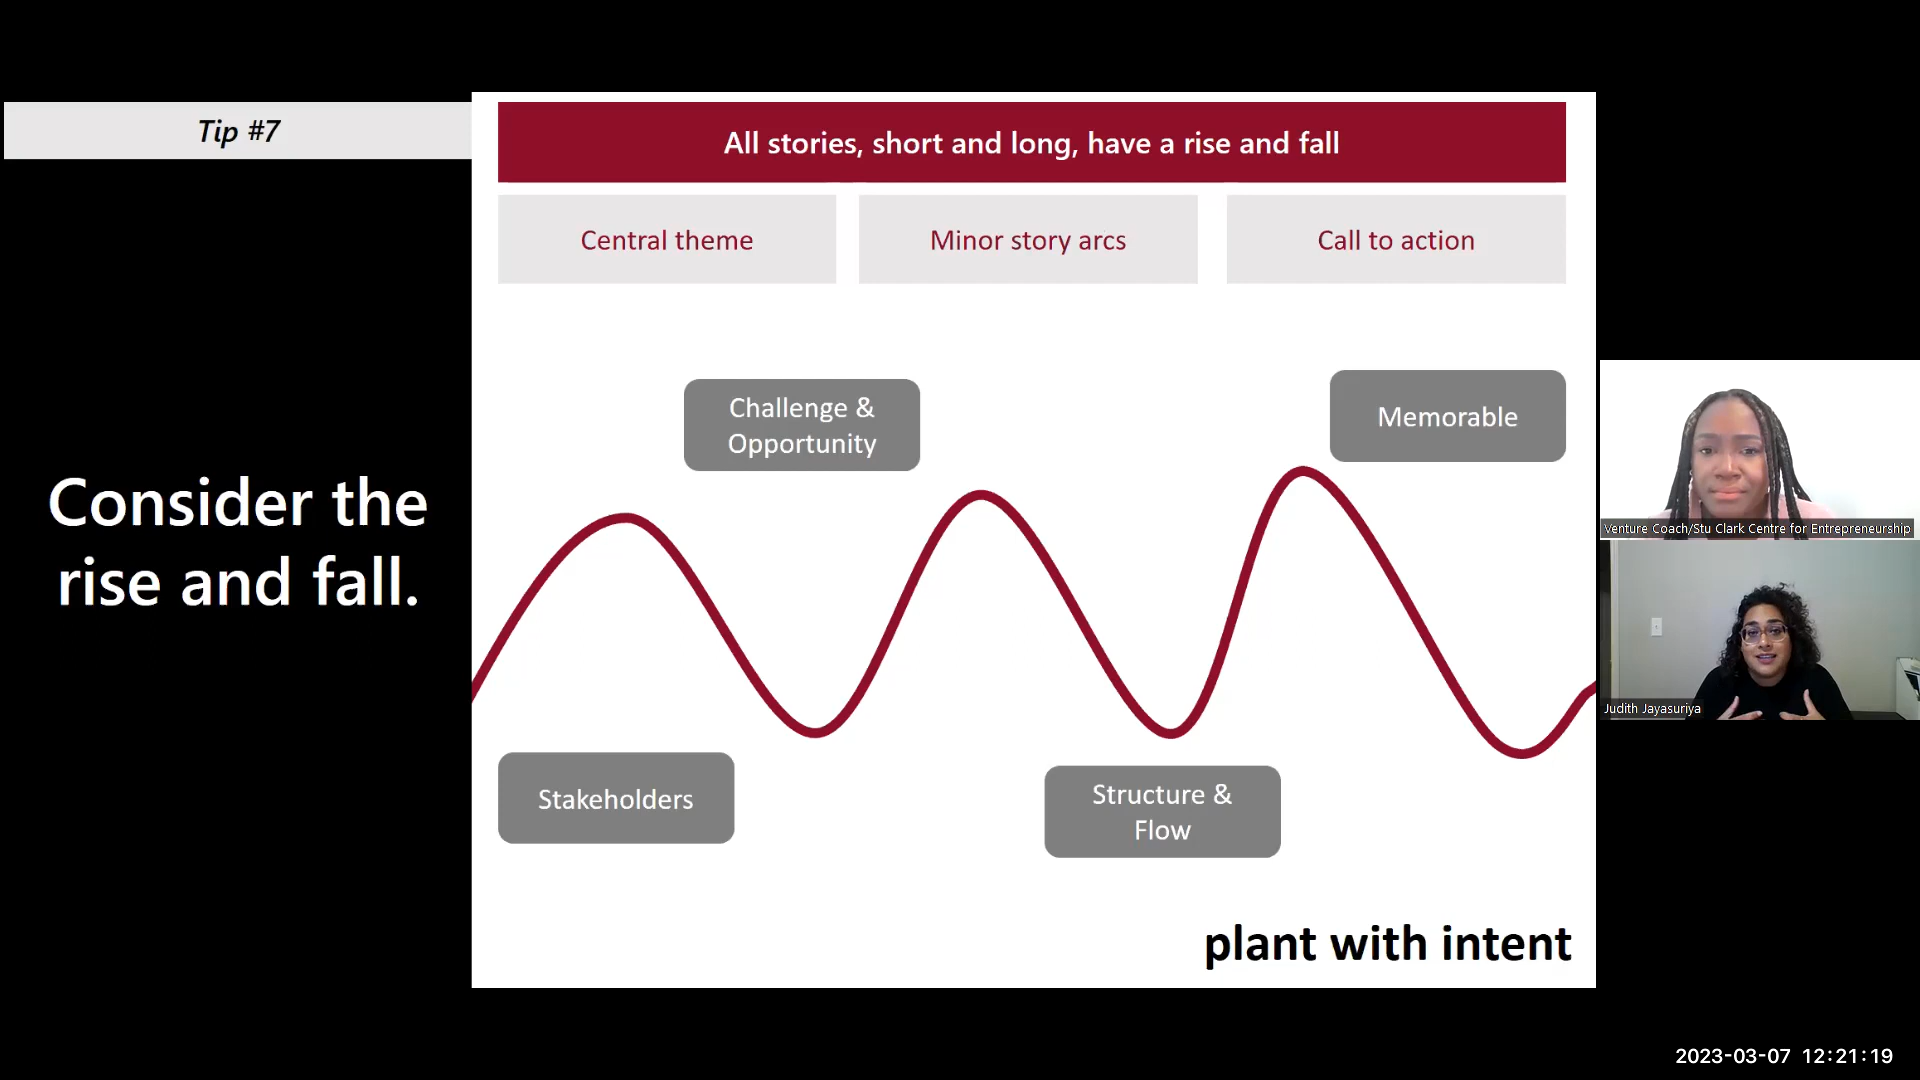 Tip #7
Consider the
rise and fall.
All stories, short and long, have a rise and fall
Central theme
Minor story arcs
Call to action
Challenge &
Opportunity
Memorable
Stakeholders
Structure &
Flow
plant with intent
Venture Coach/Stu Clark Centre for Entrepreneurship
Judith Jayasuriya
2023-03-07 12:21:19